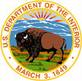 U.S. DEPARTMENT OF THE INTERIOR
MARCH 3, 1849